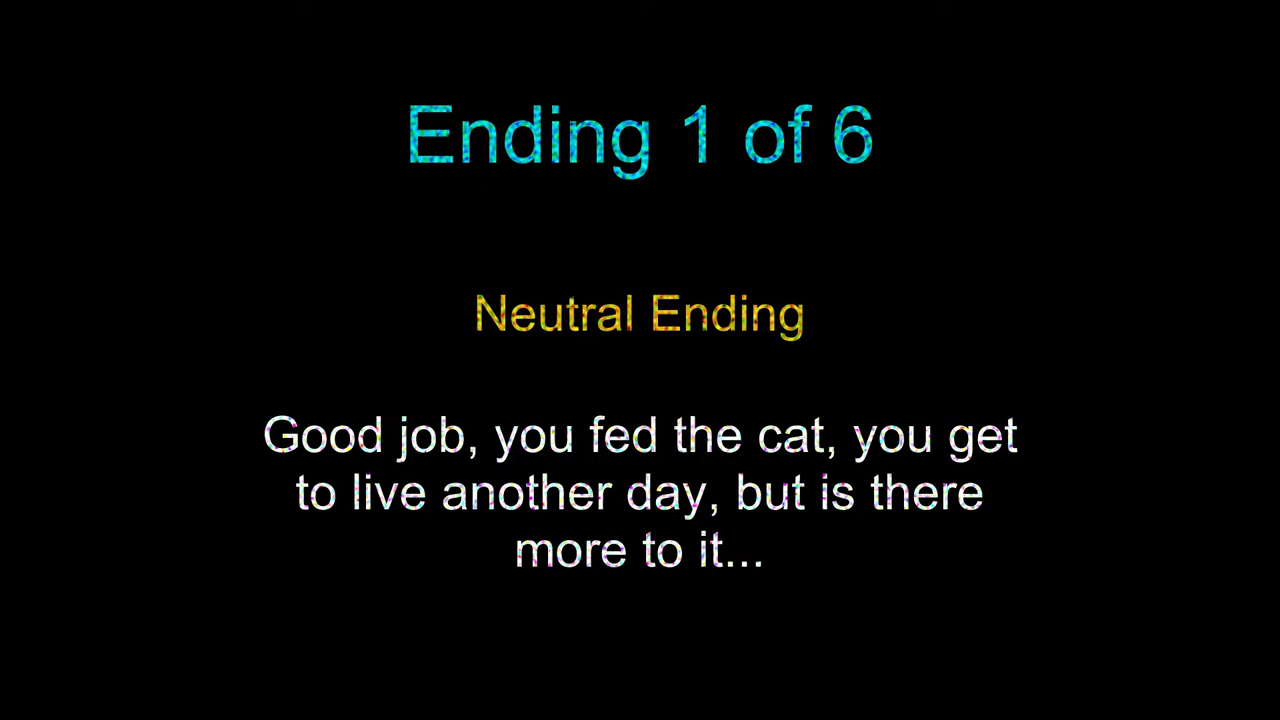 Ending 1 of 6
Neutral Ending
Good job, you fed the cat, you get
to live another day, but is there
more to it...